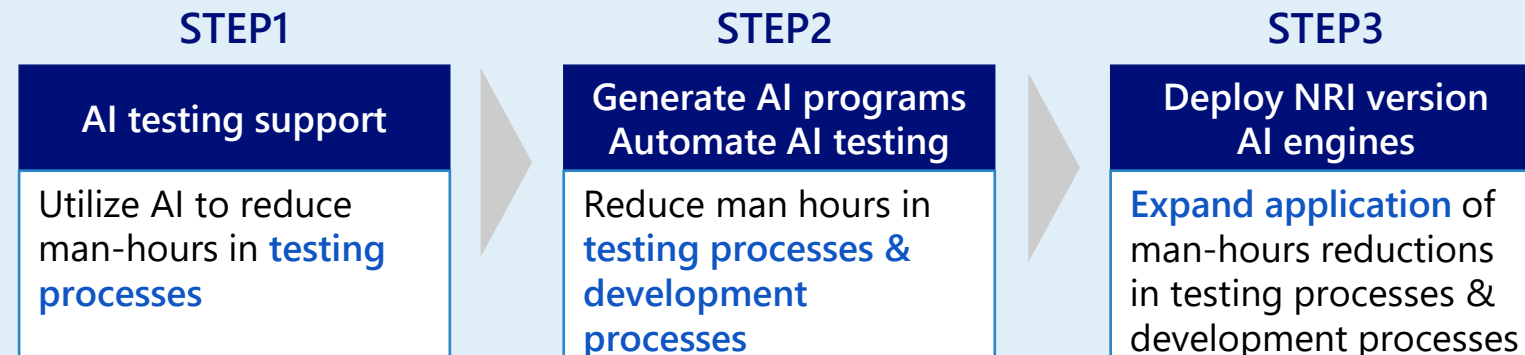 STEP1
AI testing support
Utilize AI to reduce
man-hours in testing
processes
STEP2
Generate AI programs
Automate AI testing
Reduce man hours in
testing processes &
development
processes
STEP3
Deploy NRI version
AI engines
Expand application of
man-hours reductions
in testing processes &
development processes